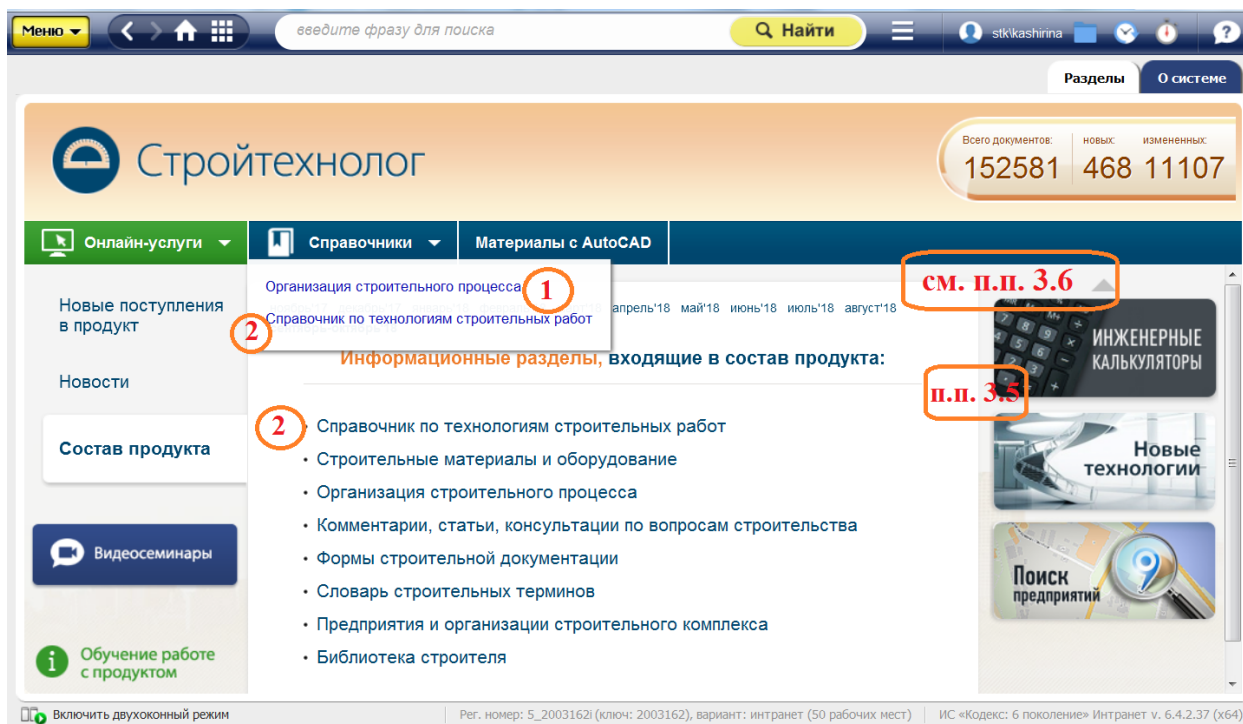 Меню
введите фразу для поиска
Найти
stk\kashirina
?
Разделы
О системе
Стройтехнолог
Всего документов:
новых:
измененных:
152581
468
11107
Онлайн-услуги
Справочники
Материалы с AutoCAD
Организация строительного процесса
1
Справочник по технологиям строительных работ
2
апрель'18 май'18 июнь'18 июль'18 август'18
см. п.п. 3.6
Новые поступления
в продукт
Новости
Состав продукта
Видеосеминары
i
Обучение работе
с продуктом
Информационные разделы, входящие в состав продукта:
2
• Справочник по технологиям строительных работ
• Строительные материалы и оборудование
• Организация строительного процесса
• Комментарии, статьи, консультации по вопросам строительства
• Формы строительной документации
• Словарь строительных терминов
• Предприятия и организации строительного комплекса
• Библиотека строителя
ИНЖЕНЕРНЫЕ
КАЛЬКУЛЯТОРЫ
п.п. 3.5
Новые
технологии
Поиск
предприятий
Включить двухоконный режим
Рег. номер: 5_2003162i (ключ: 2003162), вариант: интранет (50 рабочих мест)
ИС «Кодекс: 6 поколение» Интранет v. 6.4.2.37 (x64)